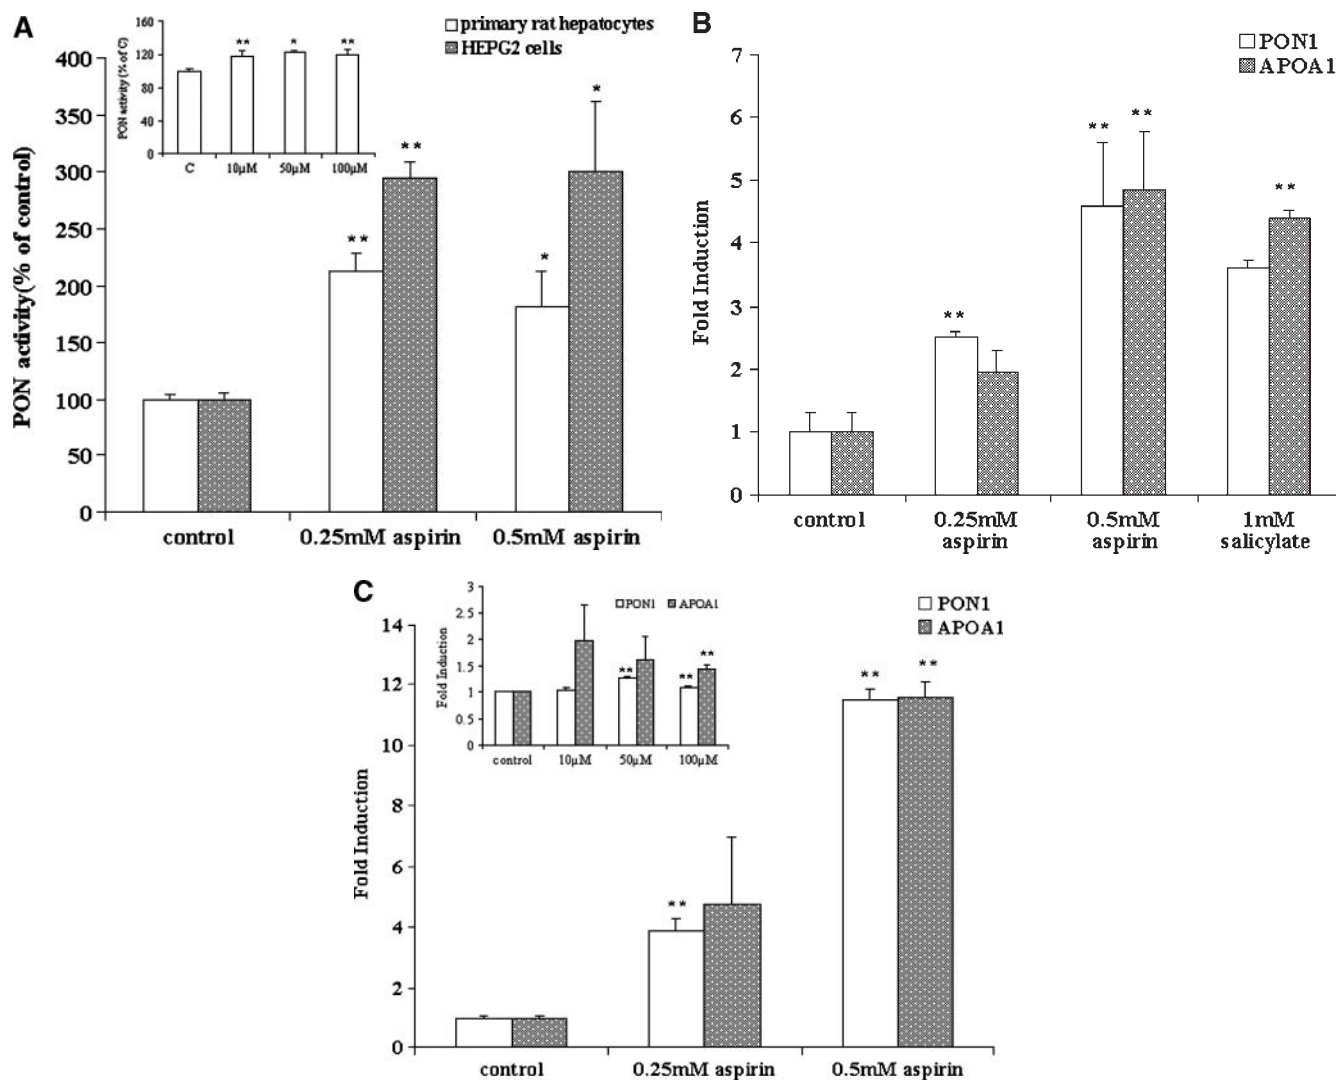 A
primary rat hepatocytes
HEPG2 cells
PON activity(% of control)
400
350
300
250
200
150
100
50
0
control
0.25mM aspirin
0.5mM aspirin
**
**
*
*
PON activity (% of C)
160
120
80
40
0
C
10µM
50µM
100µM
**
*
**
B
PON1
APOA1
Fold Induction
7
6
5
4
3
2
1
0
**
**
**
**
control
0.25mM
aspirin
0.5mM
aspirin
1mM
salicylate
C
PON1
APOA1
Fold Induction
14
12
10
8
6
4
2
0
**
**
**
control
0.25mM aspirin
0.5mM aspirin
PON1
APOA1
Fold Induction
3
2.5
2
1.5
1
0.5
0
**
**
**
control
10µM
50µM
100µM